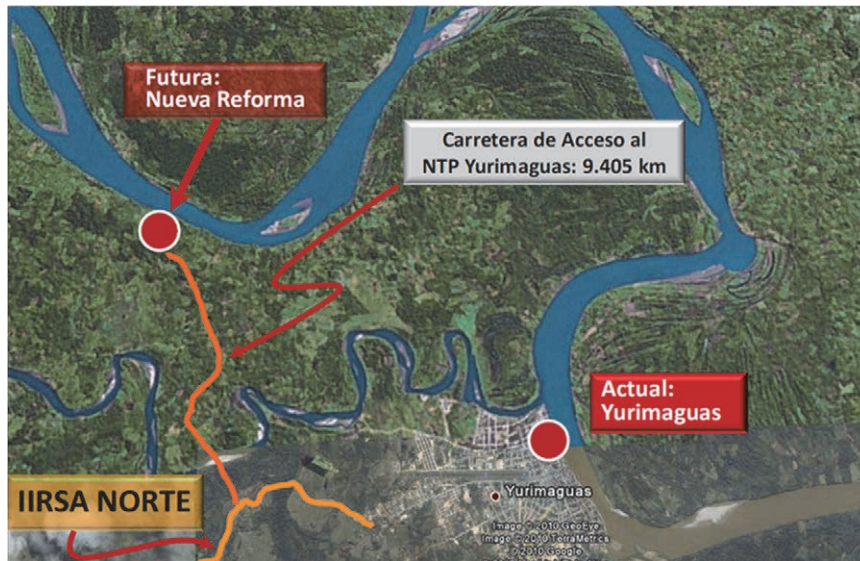 Futura:
Nueva Reforma
Carretera de Acceso al
NTP Yurimaguas: 9.405 km
Actual:
Yurimaguas
IIRSA NORTE
Yurimaguas
Image © 2010 GeoEye
Image © 2010 TerraMetrics
© 2010 Google